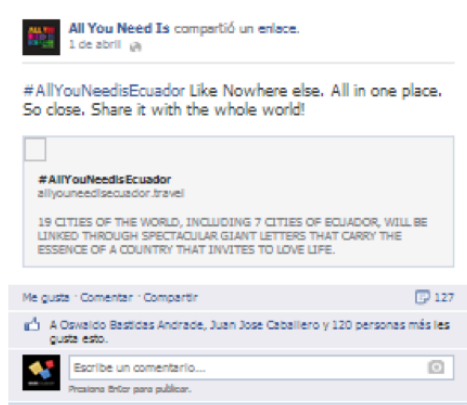 All You Need Is compartió un enlace.
1 de abril
#AllYouNeedisEcuador Like Nowhere else. All in one place.
So close. Share it with the whole world!
#AllYouNeedisEcuador
allyouneedisecuador.travel
19 CITIES OF THE WORLD, INCLUDING 7 CITIES OF ECUADOR, WILL BE
LINKED THROUGH SPECTACULAR GIANT LETTERS THAT CARRY THE
ESSENCE OF A COUNTRY THAT INVITES TO LOVE LIFE.
Me gusta · Comentar · Compartir 127
A Oswaldo Bastidas Andrade, Juan Jose Caballero y 120 personas más les
gusta esto.
Escribe un comentario...
Presiona Enter para publicar.